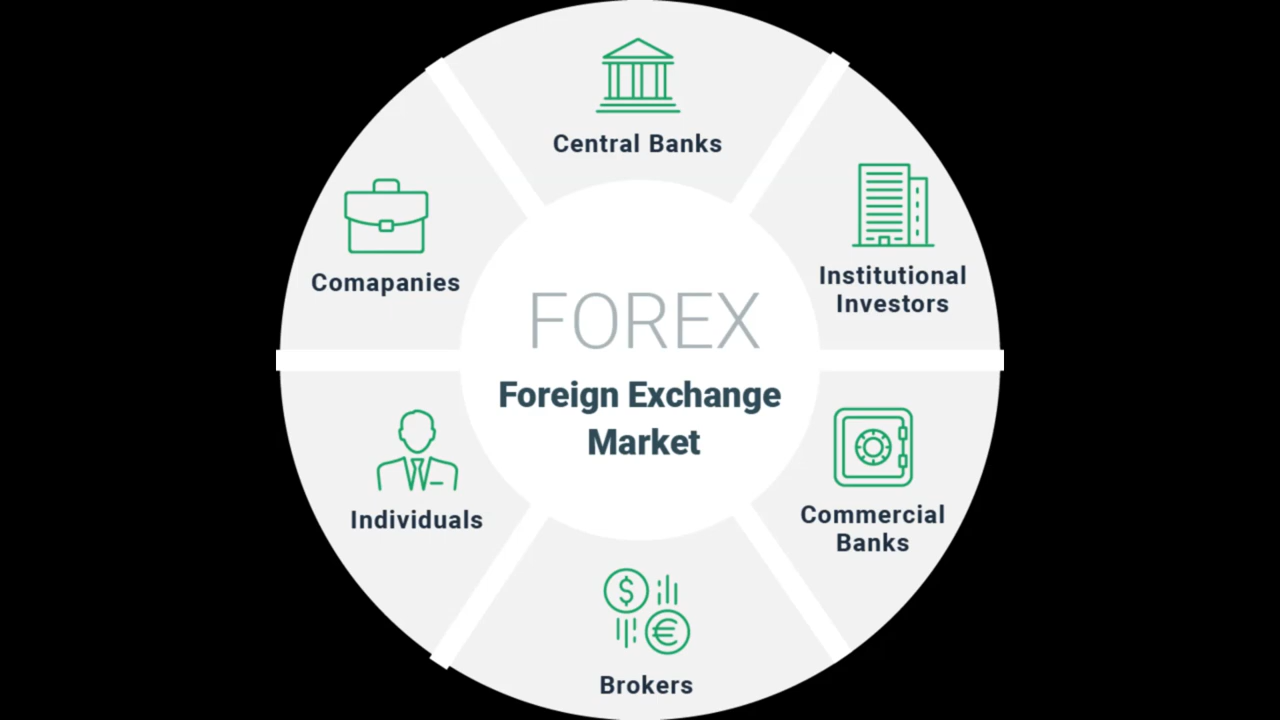 Central Banks
Comapanies
Institutional
Investors
FOREX
Foreign Exchange
Market
Individuals
Commercial
Banks
$
€
Brokers